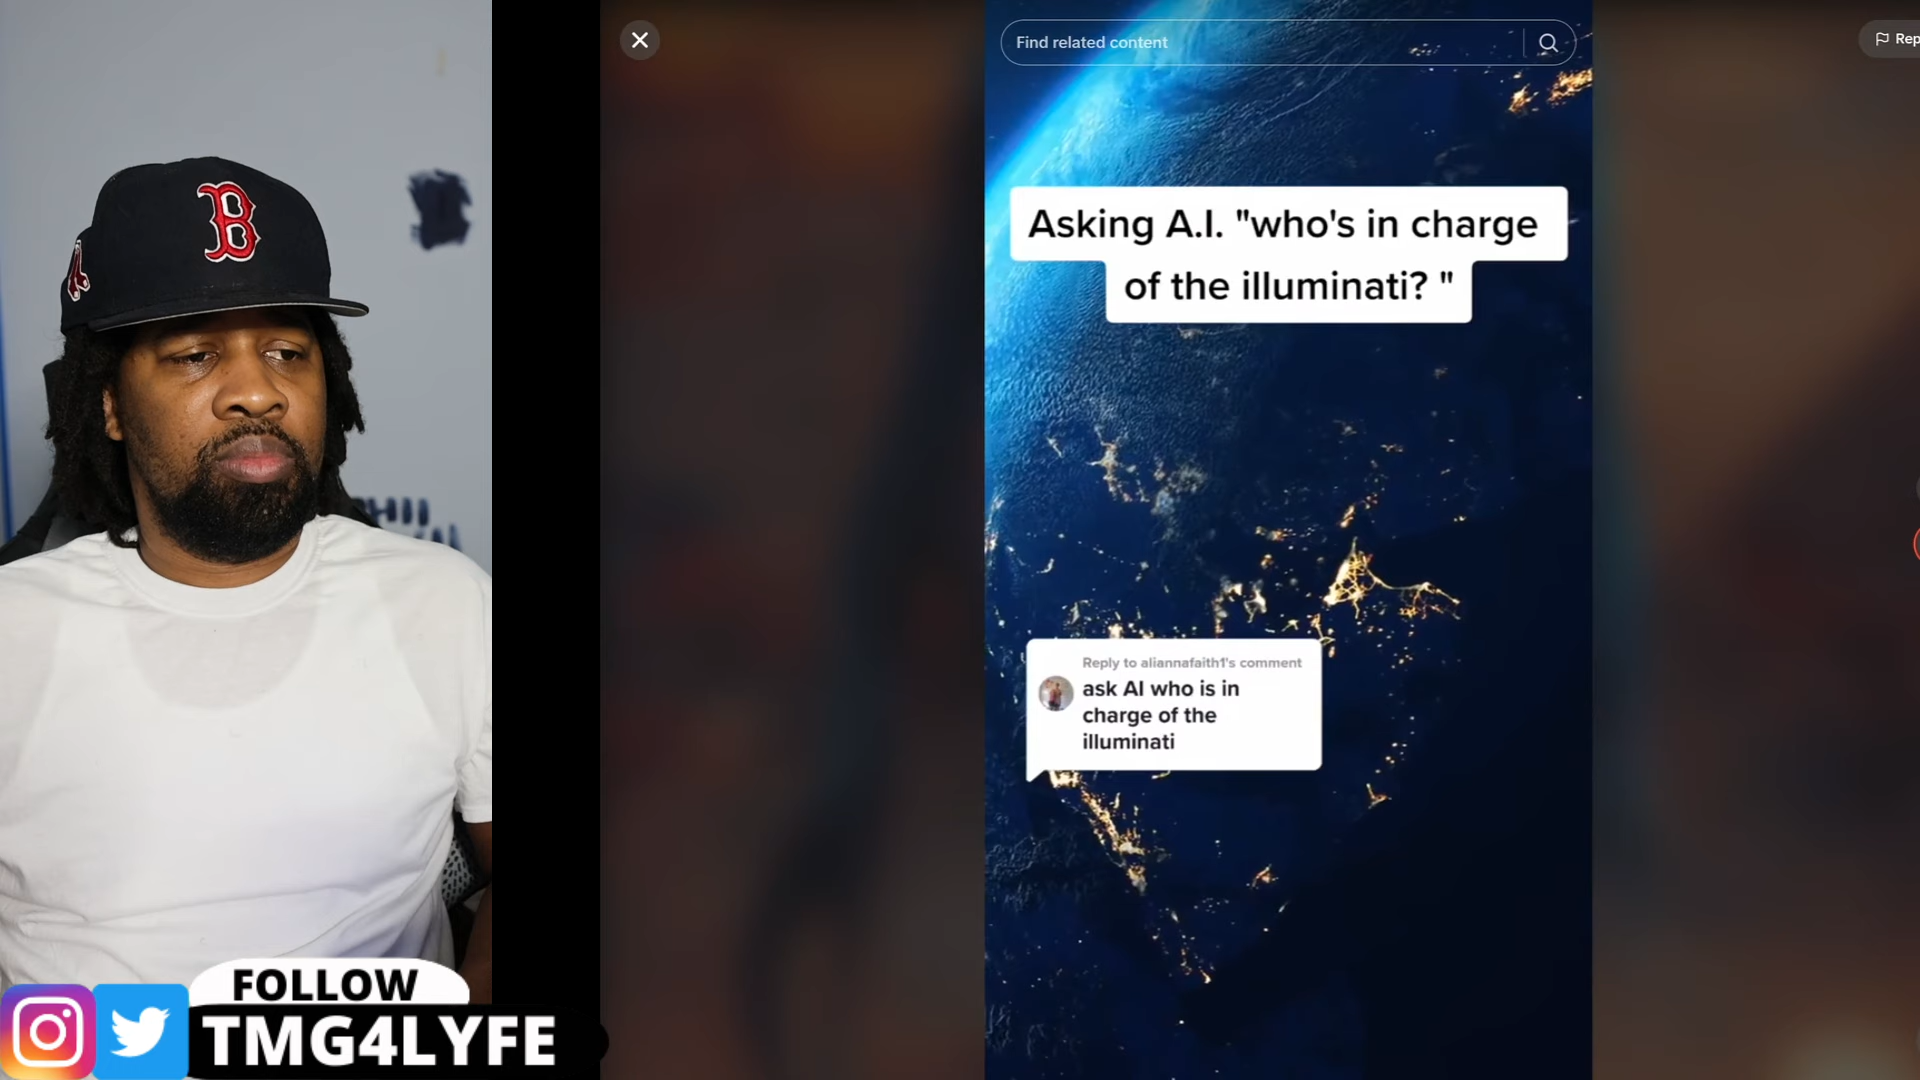 Find related content
Rep
Asking A.I. "who's in charge
of the illuminati? "
Reply to aliannafaith1's comment
ask AI who is in
charge of the
illuminati
B
FOLLOW
TMG4LYFE